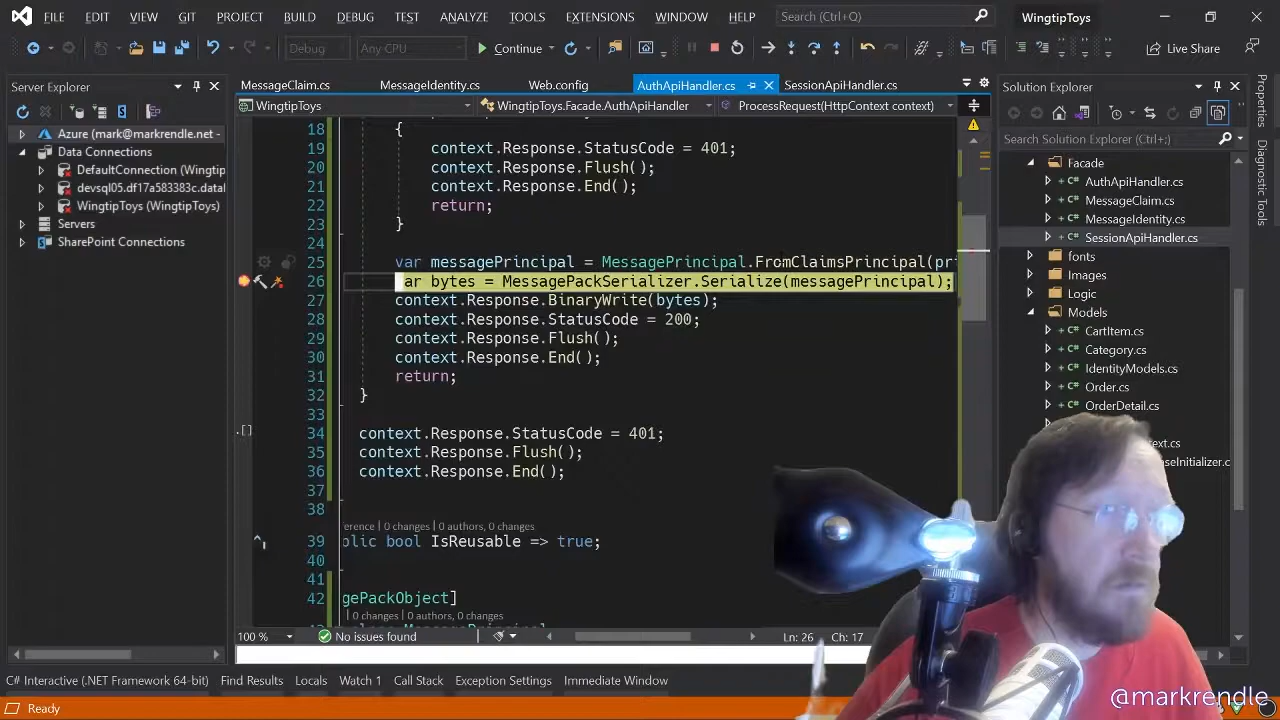 FILE EDIT VIEW GIT PROJECT BUILD DEBUG TEST ANALYZE TOOLS EXTENSIONS WINDOW HELP Search (Ctrl+Q) WingtipToys
Debug Any CPU Continue Live Share
Server Explorer
Azure (mark@markrendle.net -
Data Connections
DefaultConnection (Wingtip
devsql05.df17a583383c.datal
WingtipToys (WingtipToys)
Servers
SharePoint Connections
MessageClaim.cs MessageIdentity.cs Web.config AuthApiHandler.cs SessionApiHandler.cs
WingtipToys WingtipToys.Facade.AuthApiHandler ProcessRequest(HttpContext context)
18 {
19 context.Response.StatusCode = 401;
20 context.Response.Flush();
21 context.Response.End();
22 return;
23 }
24
25 var messagePrincipal = MessagePrincipal.FromClaimsPrincipal(pri
26 ar bytes = MessagePackSerializer.Serialize(messagePrincipal);
27 context.Response.BinaryWrite(bytes);
28 context.Response.StatusCode = 200;
29 context.Response.Flush();
30 context.Response.End();
31 return;
32 }
33
34 context.Response.StatusCode = 401;
35 context.Response.Flush();
36 context.Response.End();
37
38
erence | 0 changes | 0 authors, 0 changes
39 blic bool IsReusable => true;
40
41
42 gePackObject]
| 0 changes | 0 authors, 0 changes
100 % No issues found Ln: 26 Ch: 17
Solution Explorer
Search Solution Explorer
Facade
AuthApiHandler.cs
MessageClaim.cs
MessageIdentity.cs
SessionApiHandler.cs
fonts
Images
Logic
Models
CartItem.cs
Category.cs
IdentityModels.cs
Order.cs
OrderDetail.cs
text.cs
aseInitializer.c
Properties
Diagnostic Tools
C# Interactive (.NET Framework 64-bit) Find Results Locals Watch 1 Call Stack Exception Settings Immediate Window
Ready
@markrendle